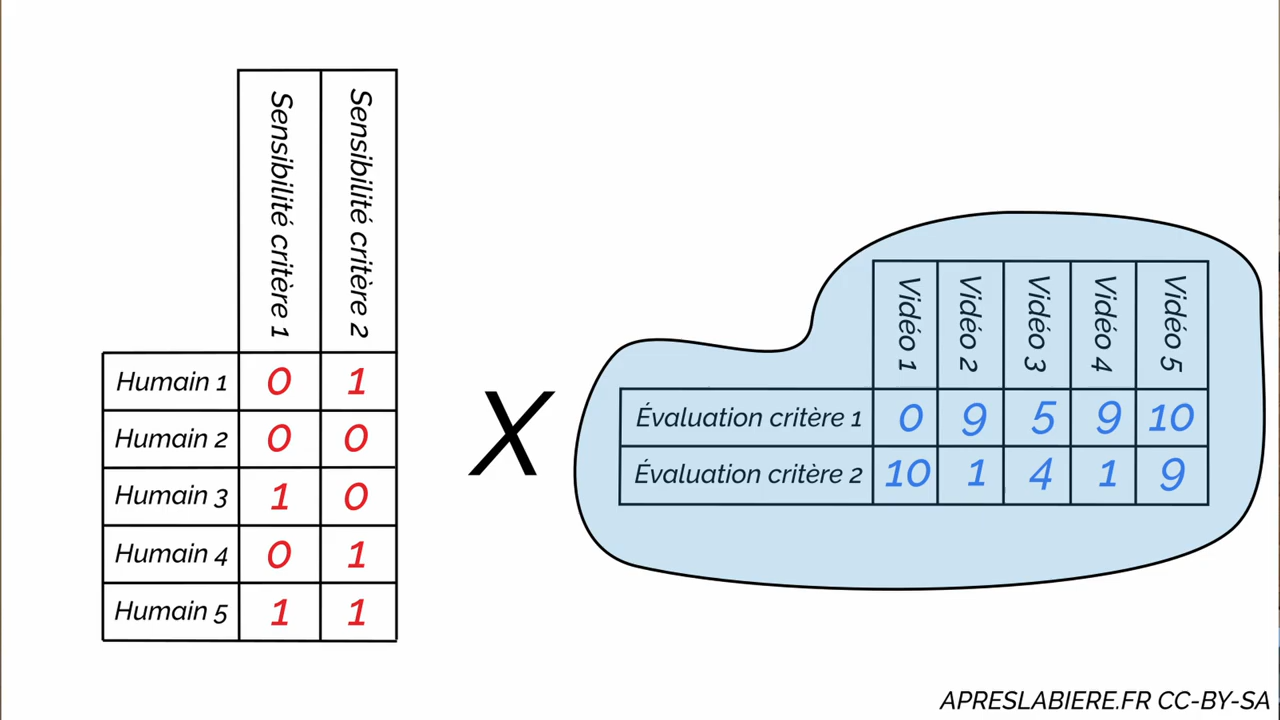 Sensibilité critère 1
Sensibilité critère 2
Humain 1 0 1
Humain 2 0 0
Humain 3 1 0
Humain 4 0 1
Humain 5 1 1
X
Vidéo 1
Vidéo 2
Vidéo 3
Vidéo 4
Vidéo 5
Évaluation critère 1 0 9 5 9 10
Évaluation critère 2 10 1 4 1 9
APRESLABIERE.FR CC-BY-SA